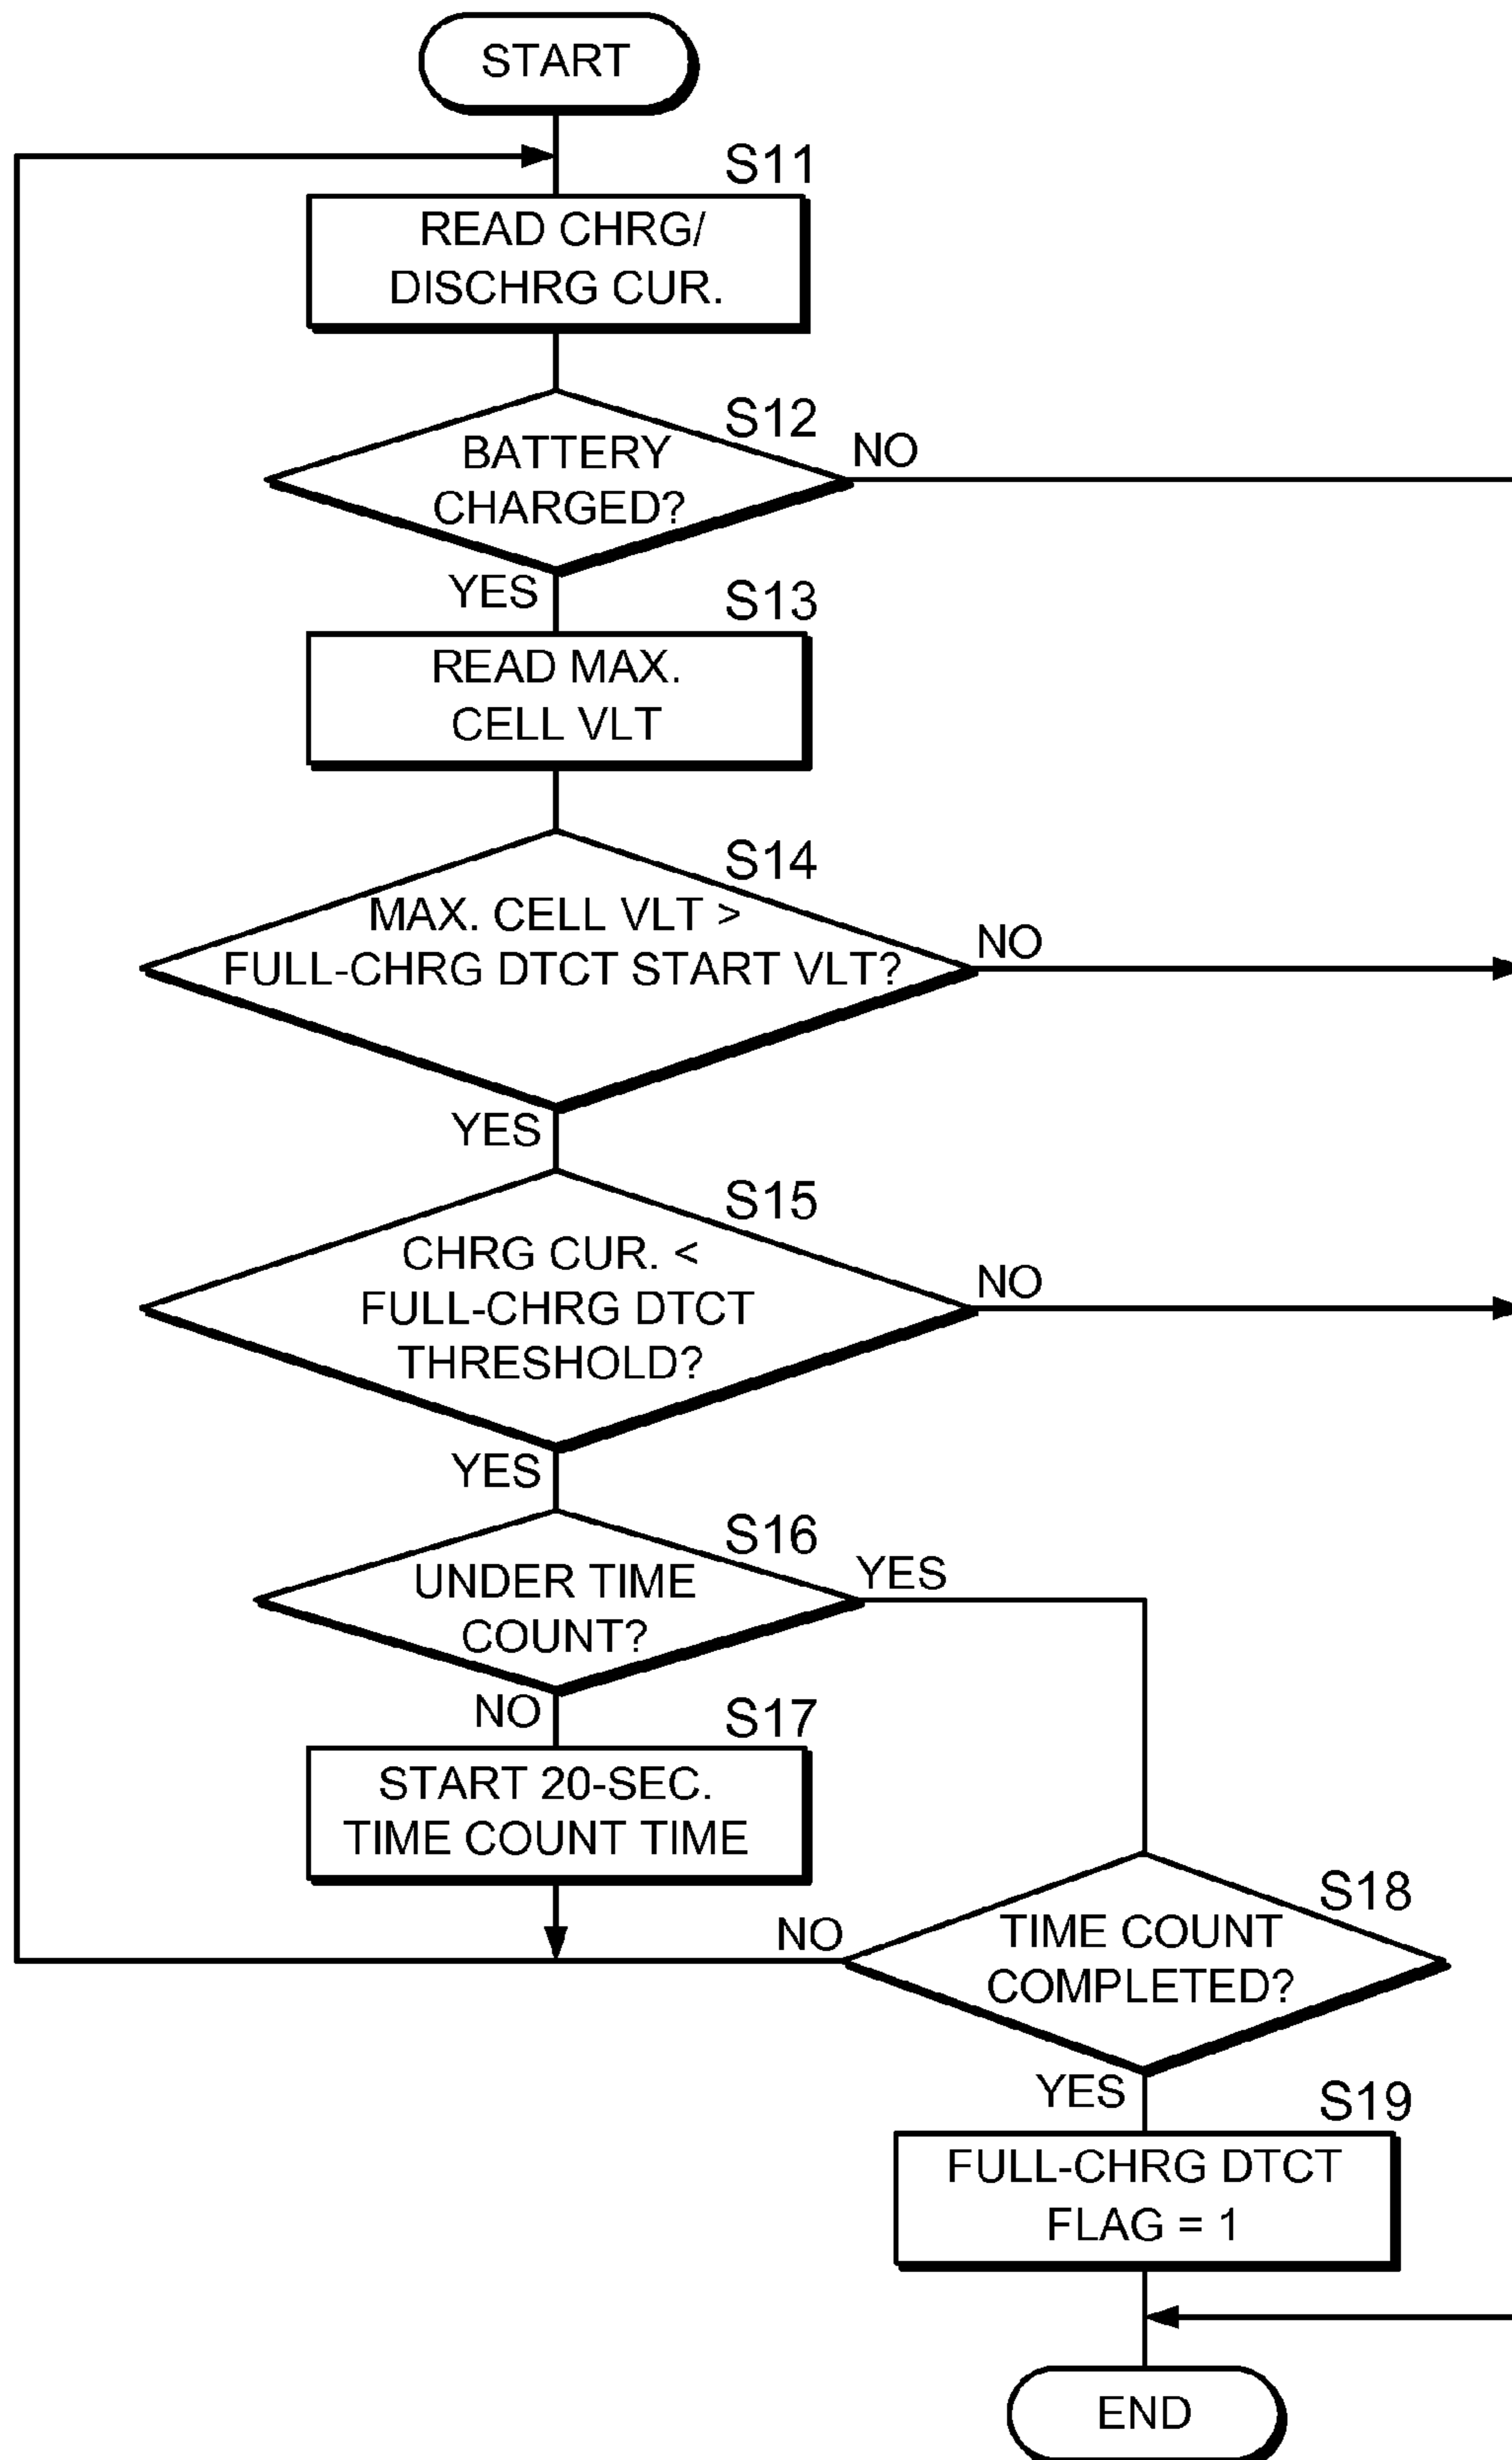 START
S11
READ CHRG/
DISCHRG CUR.
S12
BATTERY
CHARGED?
NO
YES
S13
READ MAX.
CELL VLT
S14
MAX. CELL VLT >
FULL-CHRG DTCT START VLT?
NO
YES
S15
CHRG CUR. <
FULL-CHRG DTCT
THRESHOLD?
NO
YES
S16
UNDER TIME
COUNT?
YES
NO
S17
START 20-SEC.
TIME COUNT TIME
S18
TIME COUNT
COMPLETED?
NO
YES
S19
FULL-CHRG DTCT
FLAG = 1
END